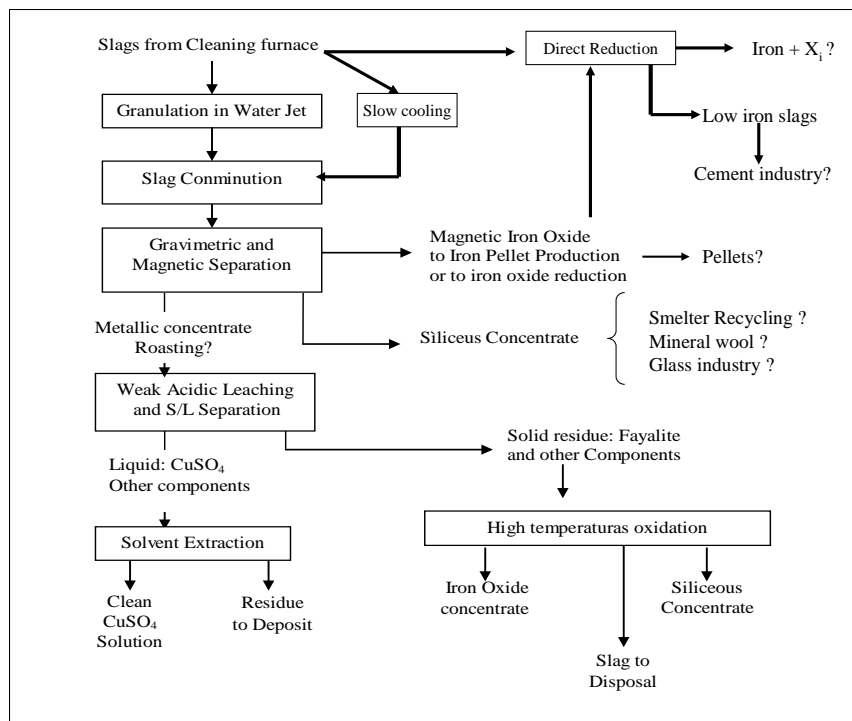 Slags from Cleaning furnace
Direct Reduction
Iron + Xi ?
Granulation in Water Jet
Slow cooling
Low iron slags
Slag Conminution
Cement industry?
Gravimetric and
Magnetic Separation
Magnetic Iron Oxide
to Iron Pellet Production
or to iron oxide reduction
Pellets?
Metallic concentrate
Roasting?
Sìliceus Concentrate
Smelter Recycling ?
Mineral wool ?
Glass industry ?
Weak Acidic Leaching
and S/L Separation
Solid residue: Fayalite
and other Components
Liquid: CuSO₄
Other components
High temperaturas oxidation
Solvent Extraction
Iron Oxide
concentrate
Siliceous
Concentrate
Clean
CuSO₄
Solution
Residue
to Deposit
Slag to
Disposal